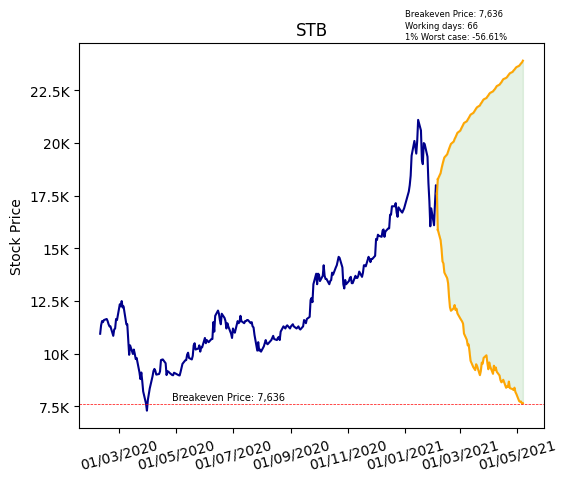 Breakeven Price: 7,636
Working days: 66
1% Worst case: -56.61%
STB
Stock Price
22.5K
20K
17.5K
15K
12.5K
10K
7.5K
Breakeven Price: 7,636
01/03/2020 01/05/2020 01/07/2020 01/09/2020 01/11/2020 01/01/2021 01/03/2021 01/05/2021